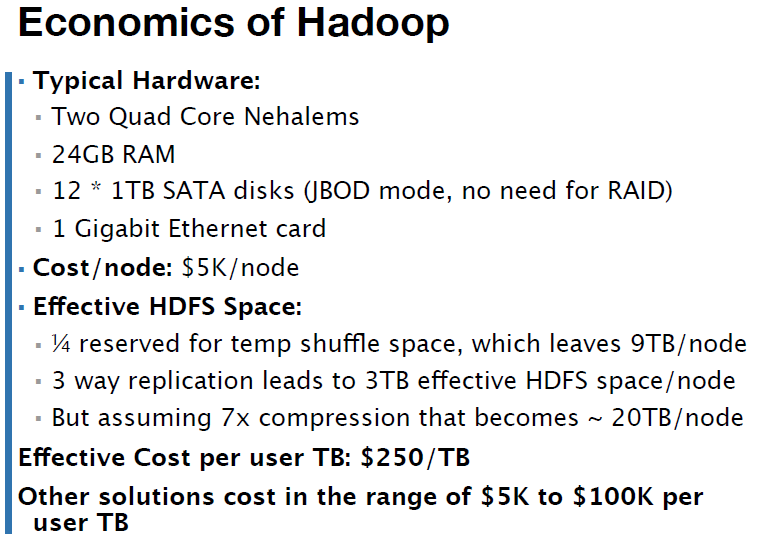 Economics of Hadoop
▪ Typical Hardware:
▪ Two Quad Core Nehalems
▪ 24GB RAM
▪ 12 * 1TB SATA disks (JBOD mode, no need for RAID)
▪ 1 Gigabit Ethernet card
▪ Cost/node: $5K/node
▪ Effective HDFS Space:
▪ ¼ reserved for temp shuffle space, which leaves 9TB/node
▪ 3 way replication leads to 3TB effective HDFS space/node
▪ But assuming 7x compression that becomes ~ 20TB/node
Effective Cost per user TB: $250/TB
Other solutions cost in the range of $5K to $100K per
user TB